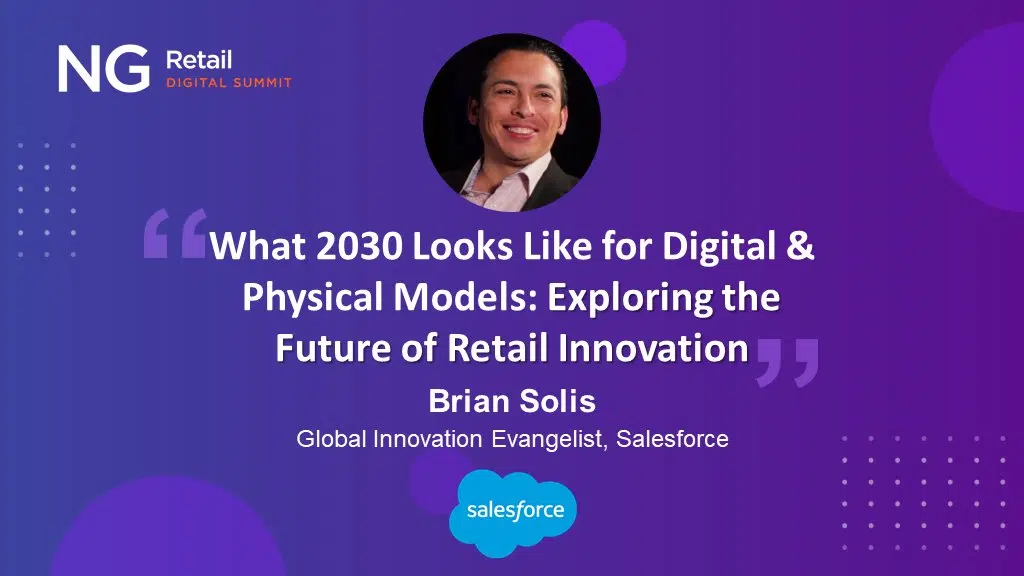 NG Retail
DIGITAL SUMMIT
“What 2030 Looks Like for Digital &
Physical Models: Exploring the
Future of Retail Innovation”
Brian Solis
Global Innovation Evangelist, Salesforce
salesforce